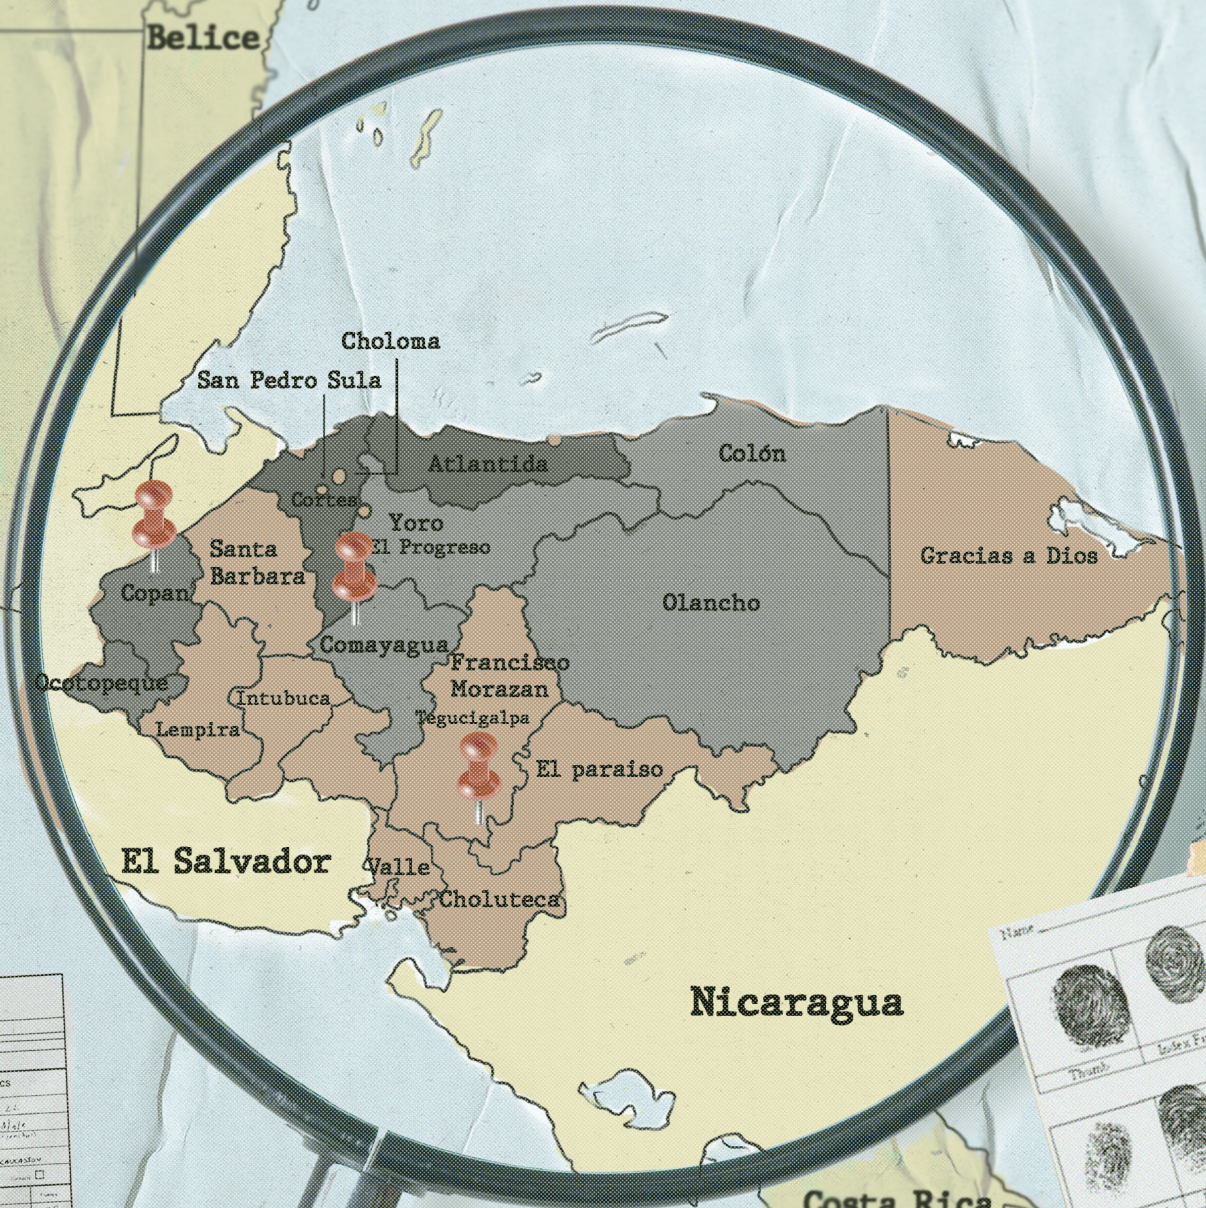 Belice
Choloma
San Pedro Sula
Colón
Atlantida
Cortes
Yoro
El Progreso
Santa
Barbara
Gracias a Dios
Copan
Olancho
Comayagua
Francisco
Morazan
Ocotopeque
Intubuca
Tegucigalpa
Lempira
El paraiso
El Salvador
Valle
Choluteca
Name
Nicaragua
Thumb
Costa Rica